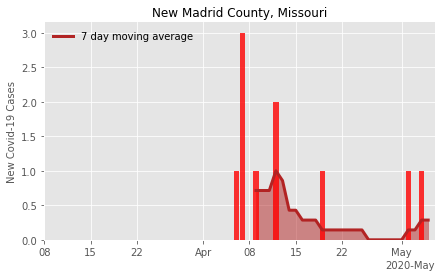 New Madrid County, Missouri
7 day moving average
New Covid-19 Cases
3.0
2.5
2.0
1.5
1.0
0.5
0.0
08 15 22 Apr 08 15 22 May
2020-May